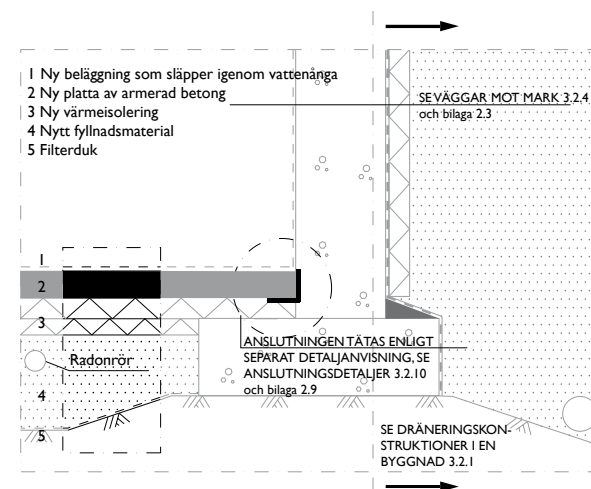 1 Ny beläggning som släpper igenom vattenånga
2 Ny platta av armerad betong
3 Ny värmeisolering
4 Nytt fyllnadsmaterial
5 Filterduk
SE VÄGGAR MOT MARK 3.2.4
och bilaga 2.3
1
2
3
Radonrör
4
5
ANSLUTNINGEN TÄTAS ENLIGT
SEPARAT DETALJANVISNING, SE
ANSLUTNINGSDETALJER 3.2.10
och bilaga 2.9
SE DRÄNERINGSKON-
STRUKTIONER I EN
BYGGNAD 3.2.1